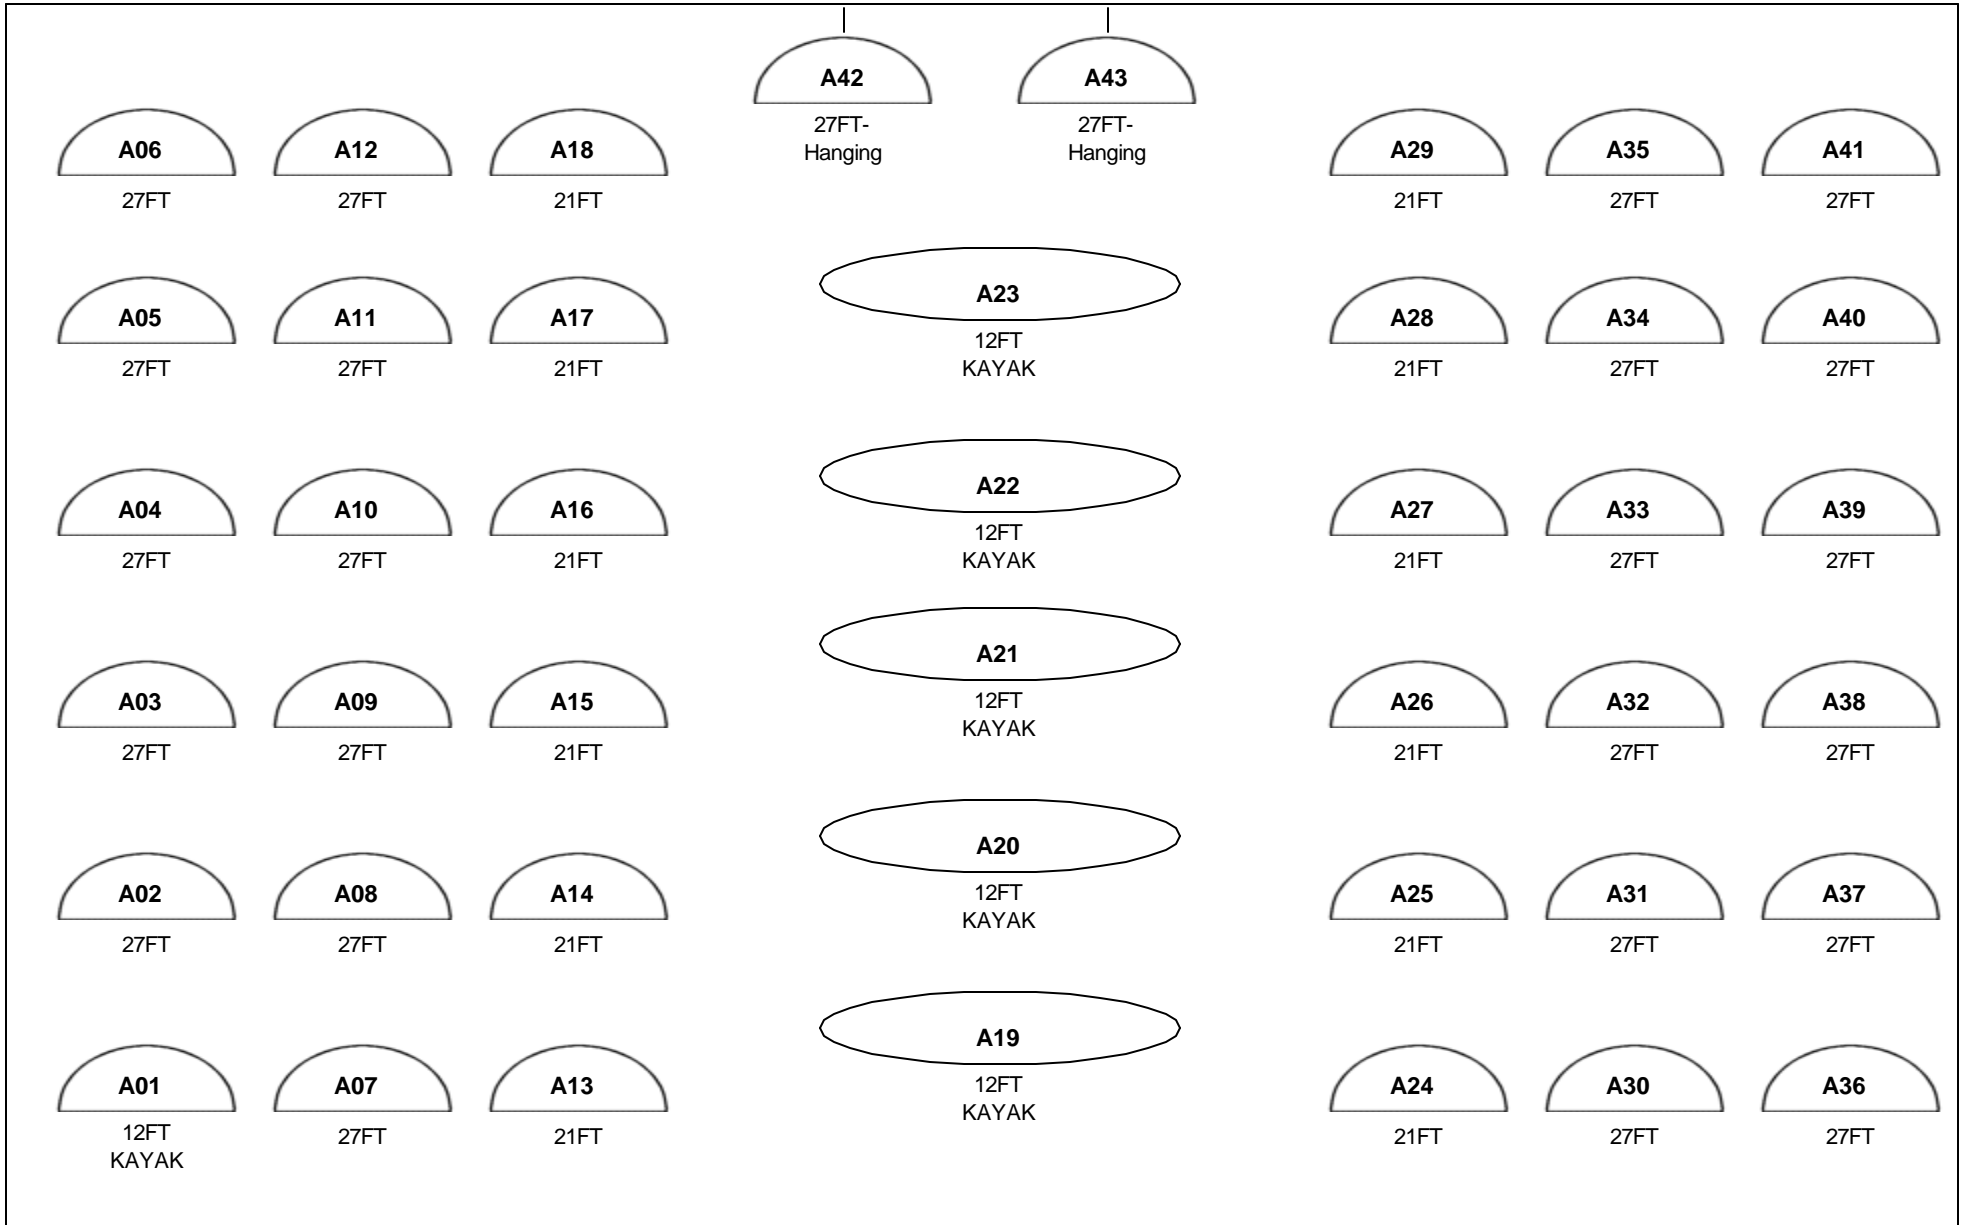 A42
A43
27FT-
Hanging
27FT-
Hanging
A06
A12
A18
A29
A35
A41
27FT
27FT
21FT
21FT
27FT
27FT
A23
12FT
KAYAK
A05
A11
A17
A28
A34
A40
27FT
27FT
21FT
21FT
27FT
27FT
A22
12FT
KAYAK
A04
A10
A16
A27
A33
A39
27FT
27FT
21FT
21FT
27FT
27FT
A21
12FT
KAYAK
A03
A09
A15
A26
A32
A38
27FT
27FT
21FT
21FT
27FT
27FT
A20
12FT
KAYAK
A02
A08
A14
A25
A31
A37
27FT
27FT
21FT
21FT
27FT
27FT
A19
12FT
KAYAK
A01
A07
A13
A24
A30
A36
12FT
KAYAK
27FT
21FT
21FT
27FT
27FT